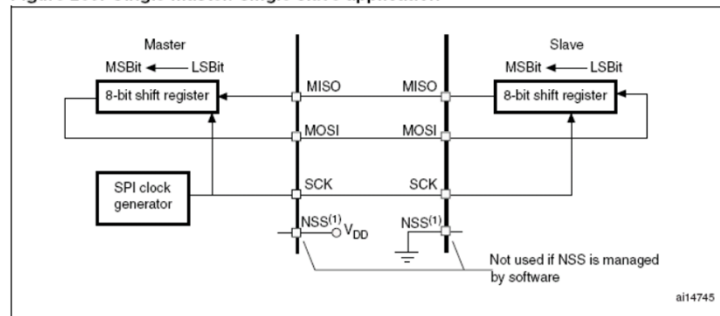 Master
MSBit LSBit
8-bit shift register
SPI clock
generator
MISO
MOSI
SCK
NSS(1)
VDD
MISO
MOSI
SCK
NSS(1)
Slave
MSBit LSBit
8-bit shift register
Not used if NSS is managed
by software
ai14745